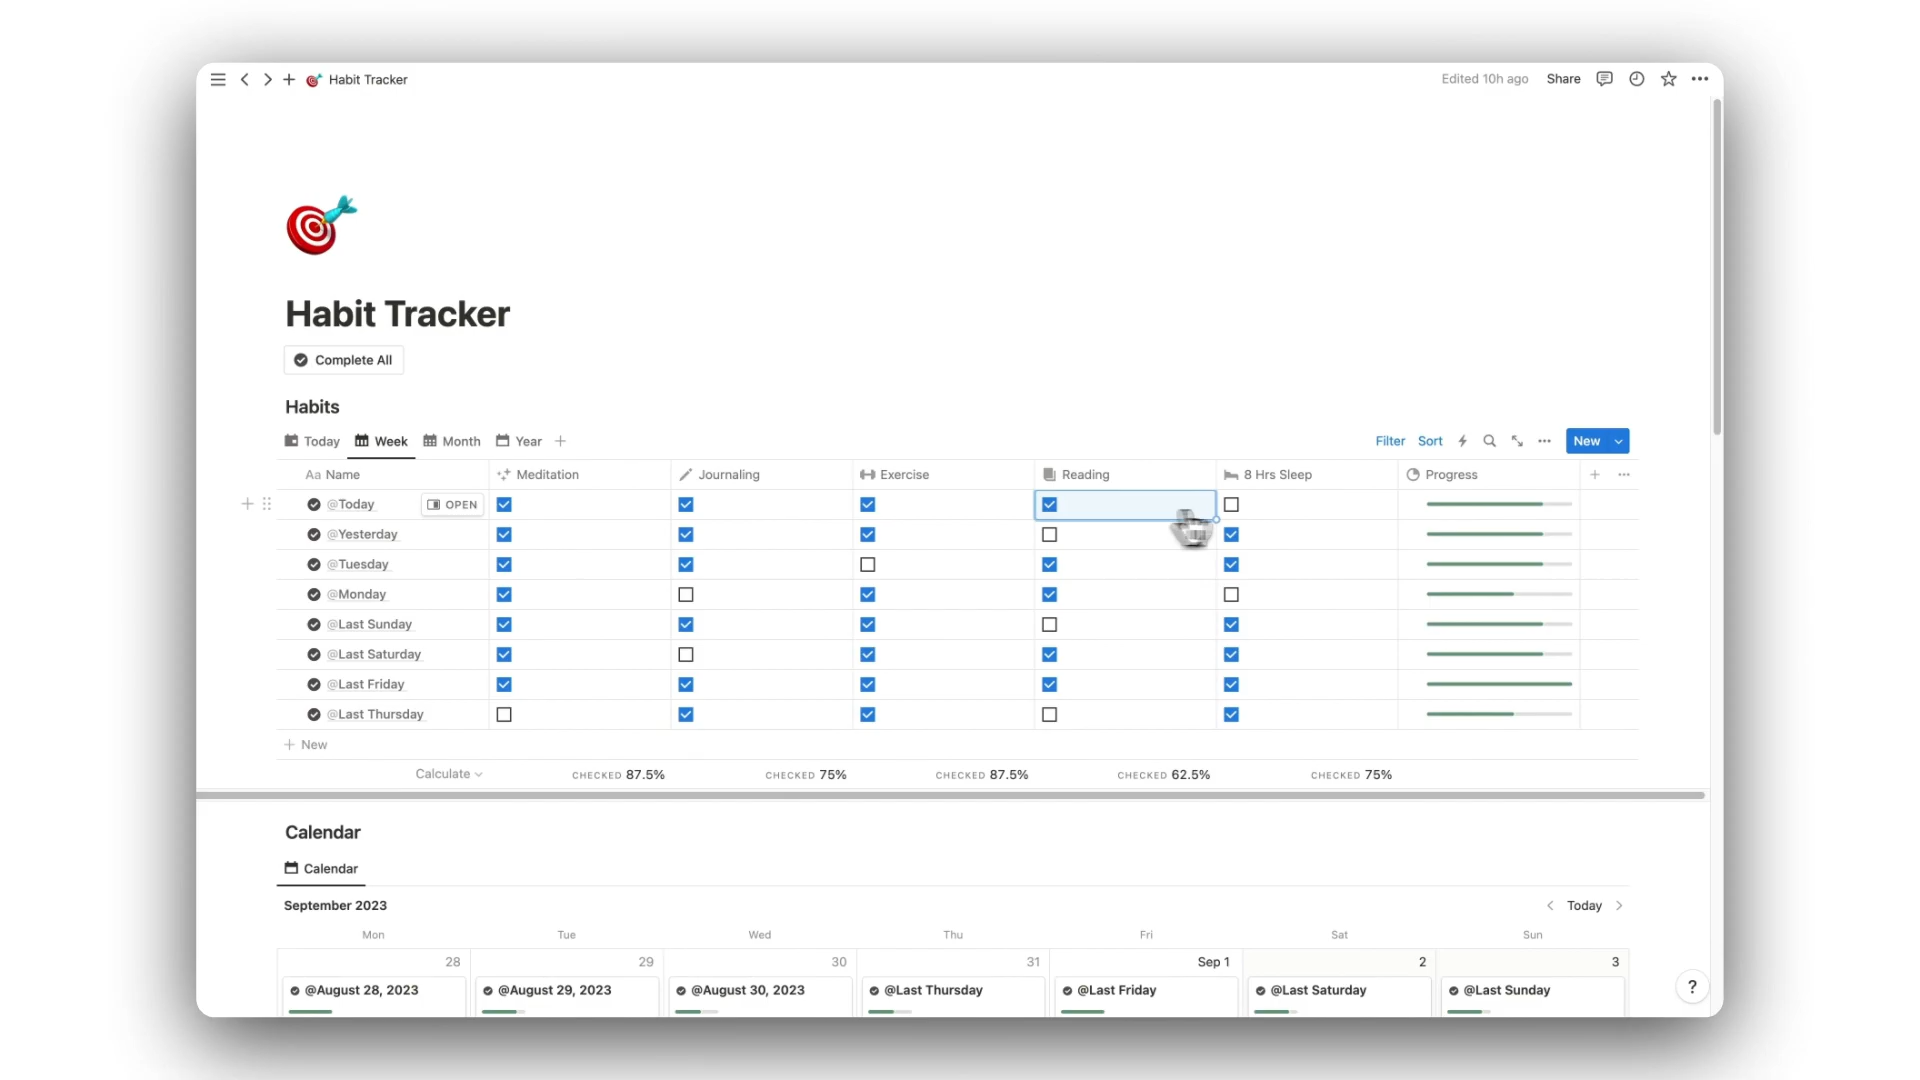 Habit Tracker
Edited 10h ago Share
Habit Tracker
Complete All
Habits
Today Week Month Year
Filter Sort New
Aa Name Meditation Journaling Exercise Reading 8 Hrs Sleep Progress
@Today OPEN
@Yesterday
@Tuesday
@Monday
@Last Sunday
@Last Saturday
@Last Friday
@Last Thursday
New
Calculate CHECKED 87.5% CHECKED 75% CHECKED 87.5% CHECKED 62.5% CHECKED 75%
Calendar
Calendar
September 2023 Today
Mon Tue Wed Thu Fri Sat Sun
28 29 30 31 Sep 1 2 3
@August 28, 2023 @August 29, 2023 @August 30, 2023 @Last Thursday @Last Friday @Last Saturday @Last Sunday
?